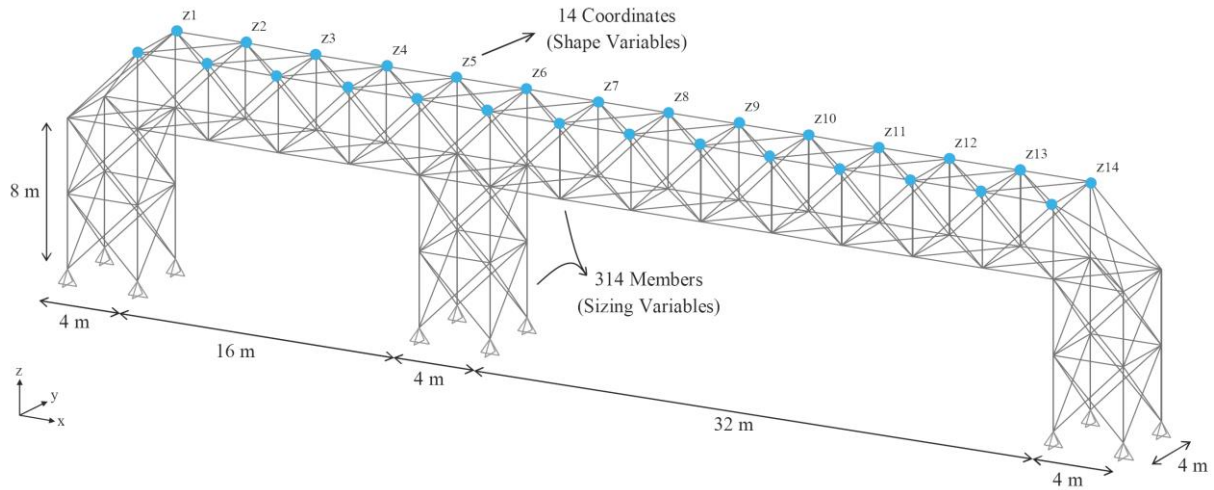 z1
z2
z3
z4
z5
z6
z7
z8
z9
z10
z11
z12
z13
z14
14 Coordinates
(Shape Variables)
8 m
314 Members
(Sizing Variables)
4 m
16 m
4 m
32 m
4 m
4 m
z
y
x